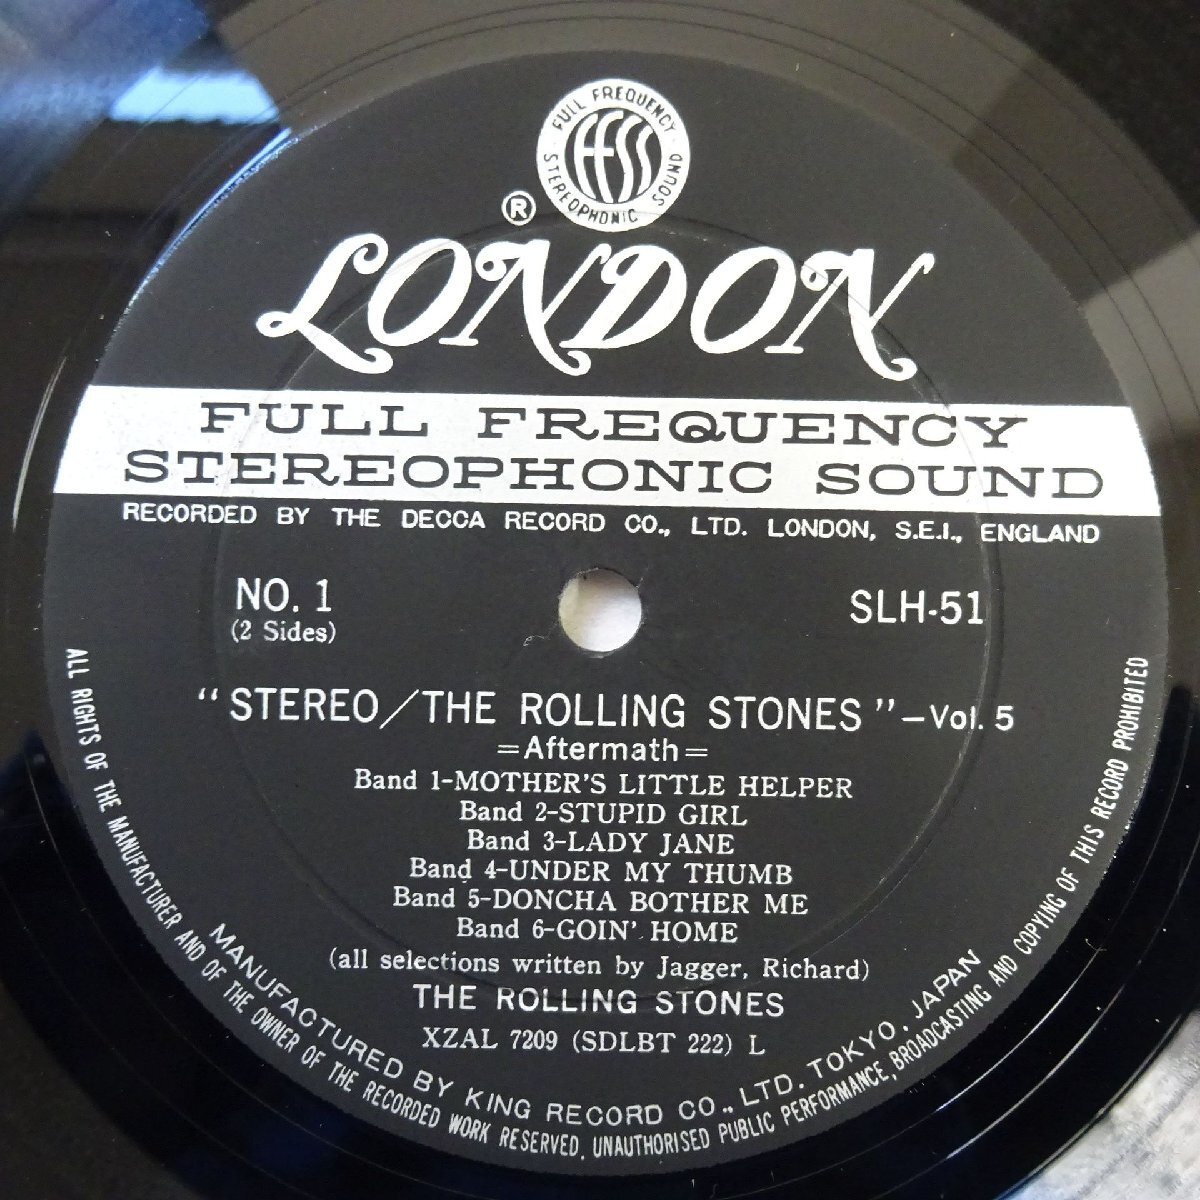 FULL FREQUENCY
STEREOPHONIC SOUND
FFSS
®
LONDON
FULL FREQUENCY
STEREOPHONIC SOUND
RECORDED BY THE DECCA RECORD CO., LTD. LONDON, S.E.I., ENGLAND
NO. 1
(2 Sides)
SLH-51
"STEREO/THE ROLLING STONES"-Vol. 5
=Aftermath=
Band 1-MOTHER'S LITTLE HELPER
Band 2-STUPID GIRL
Band 3-LADY JANE
Band 4-UNDER MY THUMB
Band 5-DONCHA BOTHER ME
Band 6-GOIN' HOME
(all selections written by Jagger, Richard)
THE ROLLING STONES
XZAL 7209 (SDLBT 222) L
MANUFACTURED BY KING RECORD CO., LTD. TOKYO, JAPAN
ALL RIGHTS OF THE MANUFACTURER AND OF THE OWNER OF THE RECORDED WORK RESERVED. UNAUTHORISED PUBLIC PERFORMANCE, BROADCASTING AND COPYING OF THIS RECORD PROHIBITED